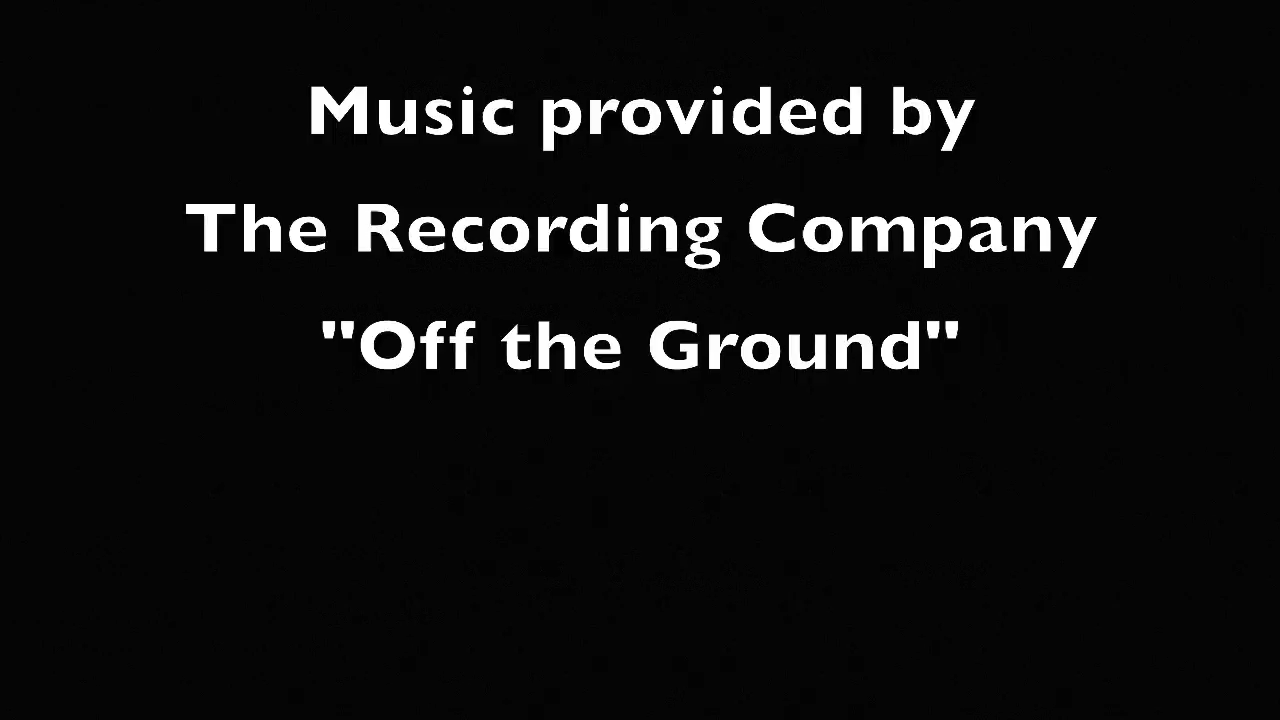 Music provided by
The Recording Company
"Off the Ground"